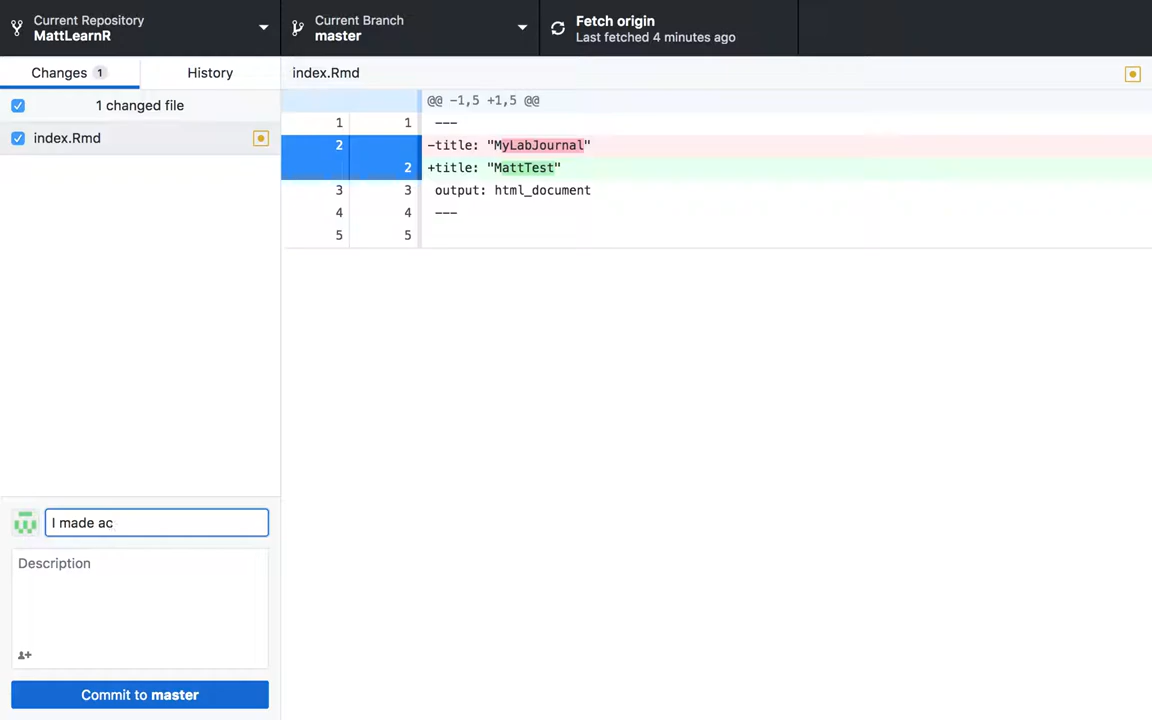 Current Repository
MattLearnR
Current Branch
master
Fetch origin
Last fetched 4 minutes ago
Changes 1
History
index.Rmd
1 changed file
index.Rmd
@@ -1,5 +1,5 @@
1 1 ---
2 -title: "MyLabJournal"
2 +title: "MattTest"
3 3 output: html_document
4 4 ---
5 5
I made ac
Description
Commit to master